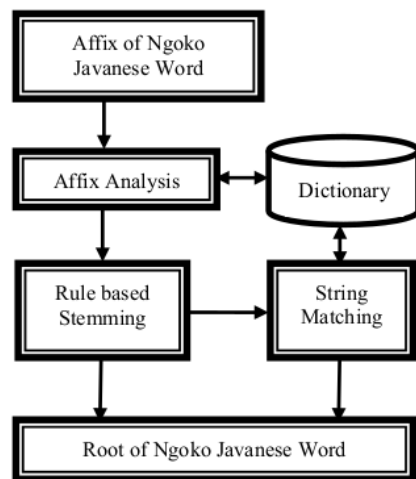 Affix of Ngoko
Javanese Word
Affix Analysis
Dictionary
Rule based
Stemming
String
Matching
Root of Ngoko Javanese Word